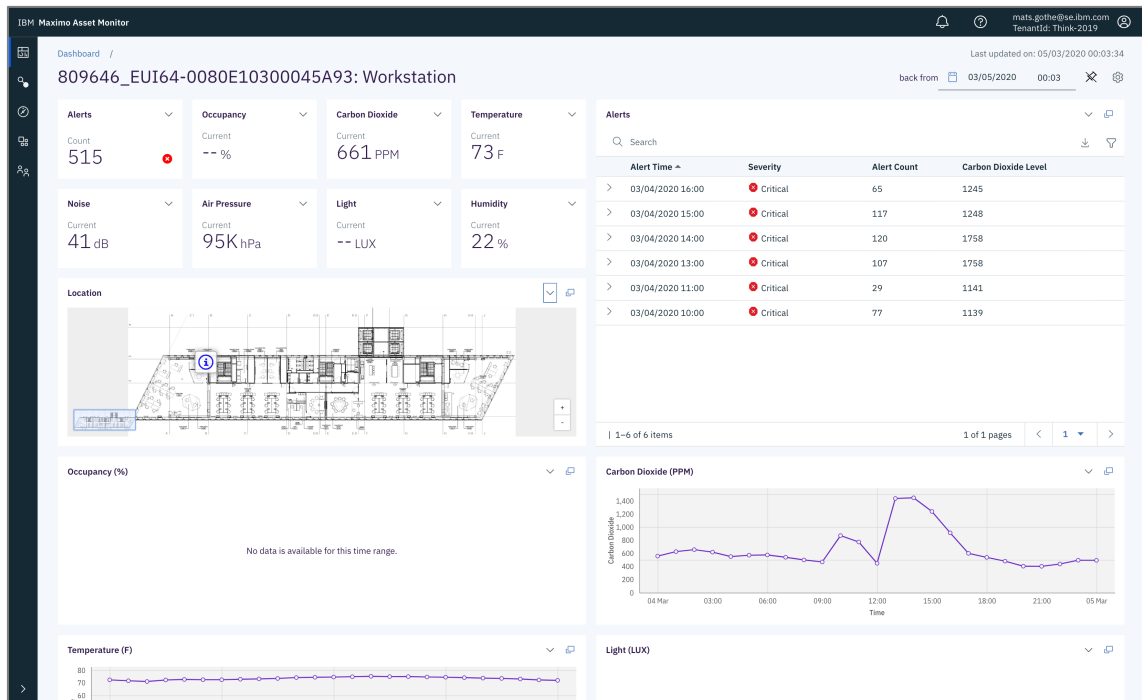 IBM Maximo Asset Monitor
mats.gothe@se.ibm.com
TenantId: Think-2019
Dashboard /
Last updated on: 05/03/2020 00:03:34
809646_EUI64-0080E10300045A93: Workstation
back from 03/05/2020 00:03
Alerts
Count
515
Occupancy
Current
-- %
Carbon Dioxide
Current
661 PPM
Temperature
Current
73 F
Noise
Current
41 dB
Air Pressure
Current
95K hPa
Light
Current
-- LUX
Humidity
Current
22 %
Alerts
Search
Alert Time Severity Alert Count Carbon Dioxide Level
03/04/2020 16:00 Critical 65 1245
03/04/2020 15:00 Critical 117 1248
03/04/2020 14:00 Critical 120 1758
03/04/2020 13:00 Critical 107 1758
03/04/2020 11:00 Critical 29 1141
03/04/2020 10:00 Critical 77 1139
| 1–6 of 6 items
1 of 1 pages 1
Location
+
-
Occupancy (%)
No data is available for this time range.
Carbon Dioxide (PPM)
Carbon Dioxide
1,400
1,200
1,000
800
600
400
200
0
04 Mar 03:00 06:00 09:00 12:00 15:00 18:00 21:00 05 Mar
Time
Temperature (F)
80
70
60
Light (LUX)